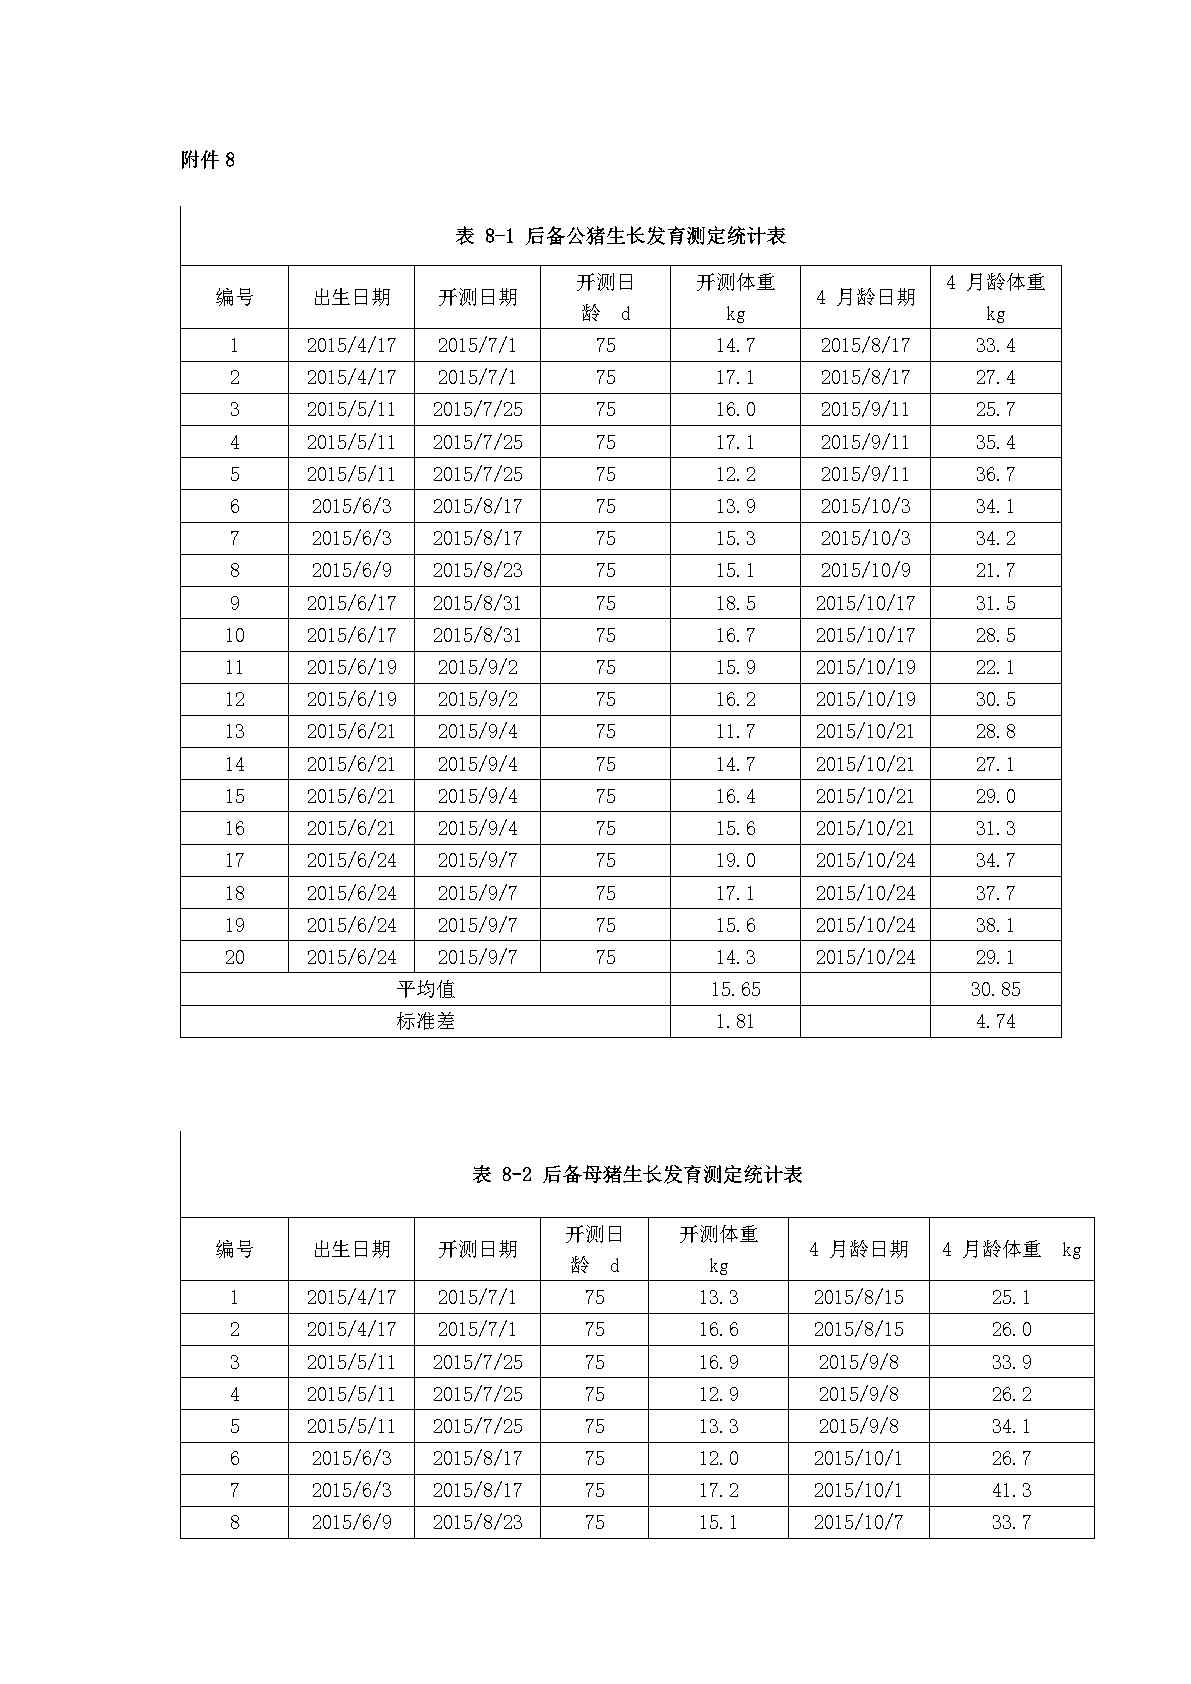 附件8
表 8-1 后备公猪生长发育测定统计表
编号 出生日期 开测日期 开测日龄 d 开测体重 kg 4 月龄日期 4 月龄体重 kg
1 2015/4/17 2015/7/1 75 14.7 2015/8/17 33.4
2 2015/4/17 2015/7/1 75 17.1 2015/8/17 27.4
3 2015/5/11 2015/7/25 75 16.0 2015/9/11 25.7
4 2015/5/11 2015/7/25 75 17.1 2015/9/11 35.4
5 2015/5/11 2015/7/25 75 12.2 2015/9/11 36.7
6 2015/6/3 2015/8/17 75 13.9 2015/10/3 34.1
7 2015/6/3 2015/8/17 75 15.3 2015/10/3 34.2
8 2015/6/9 2015/8/23 75 15.1 2015/10/9 21.7
9 2015/6/17 2015/8/31 75 18.5 2015/10/17 31.5
10 2015/6/17 2015/8/31 75 16.7 2015/10/17 28.5
11 2015/6/19 2015/9/2 75 15.9 2015/10/19 22.1
12 2015/6/19 2015/9/2 75 16.2 2015/10/19 30.5
13 2015/6/21 2015/9/4 75 11.7 2015/10/21 28.8
14 2015/6/21 2015/9/4 75 14.7 2015/10/21 27.1
15 2015/6/21 2015/9/4 75 16.4 2015/10/21 29.0
16 2015/6/21 2015/9/4 75 15.6 2015/10/21 31.3
17 2015/6/24 2015/9/7 75 19.0 2015/10/24 34.7
18 2015/6/24 2015/9/7 75 17.1 2015/10/24 37.7
19 2015/6/24 2015/9/7 75 15.6 2015/10/24 38.1
20 2015/6/24 2015/9/7 75 14.3 2015/10/24 29.1
平均值 15.65 30.85
标准差 1.81 4.74
表 8-2 后备母猪生长发育测定统计表
编号 出生日期 开测日期 开测日龄 d 开测体重 kg 4 月龄日期 4 月龄体重 kg
1 2015/4/17 2015/7/1 75 13.3 2015/8/15 25.1
2 2015/4/17 2015/7/1 75 16.6 2015/8/15 26.0
3 2015/5/11 2015/7/25 75 16.9 2015/9/8 33.9
4 2015/5/11 2015/7/25 75 12.9 2015/9/8 26.2
5 2015/5/11 2015/7/25 75 13.3 2015/9/8 34.1
6 2015/6/3 2015/8/17 75 12.0 2015/10/1 26.7
7 2015/6/3 2015/8/17 75 17.2 2015/10/1 41.3
8 2015/6/9 2015/8/23 75 15.1 2015/10/7 33.7